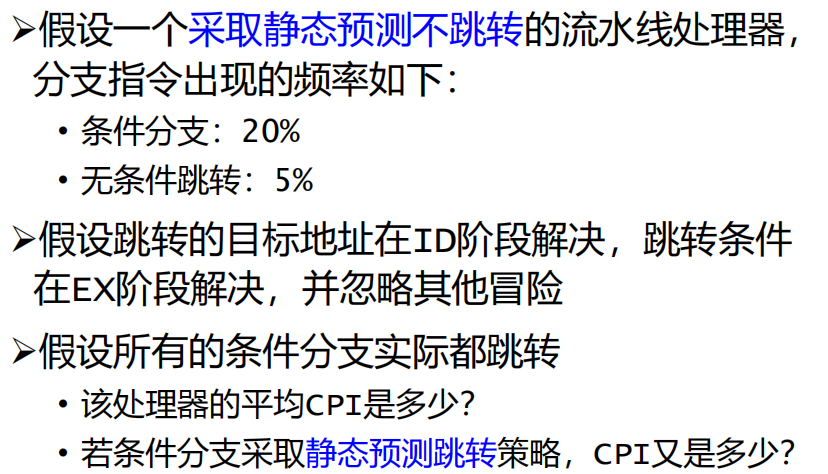 ➢假设一个采取静态预测不跳转的流水线处理器，
分支指令出现的频率如下：
• 条件分支：20%
• 无条件跳转：5%
➢假设跳转的目标地址在ID阶段解决，跳转条件
在EX阶段解决，并忽略其他冒险
➢假设所有的条件分支实际都跳转
• 该处理器的平均CPI是多少？
• 若条件分支采取静态预测跳转策略，CPI又是多少？